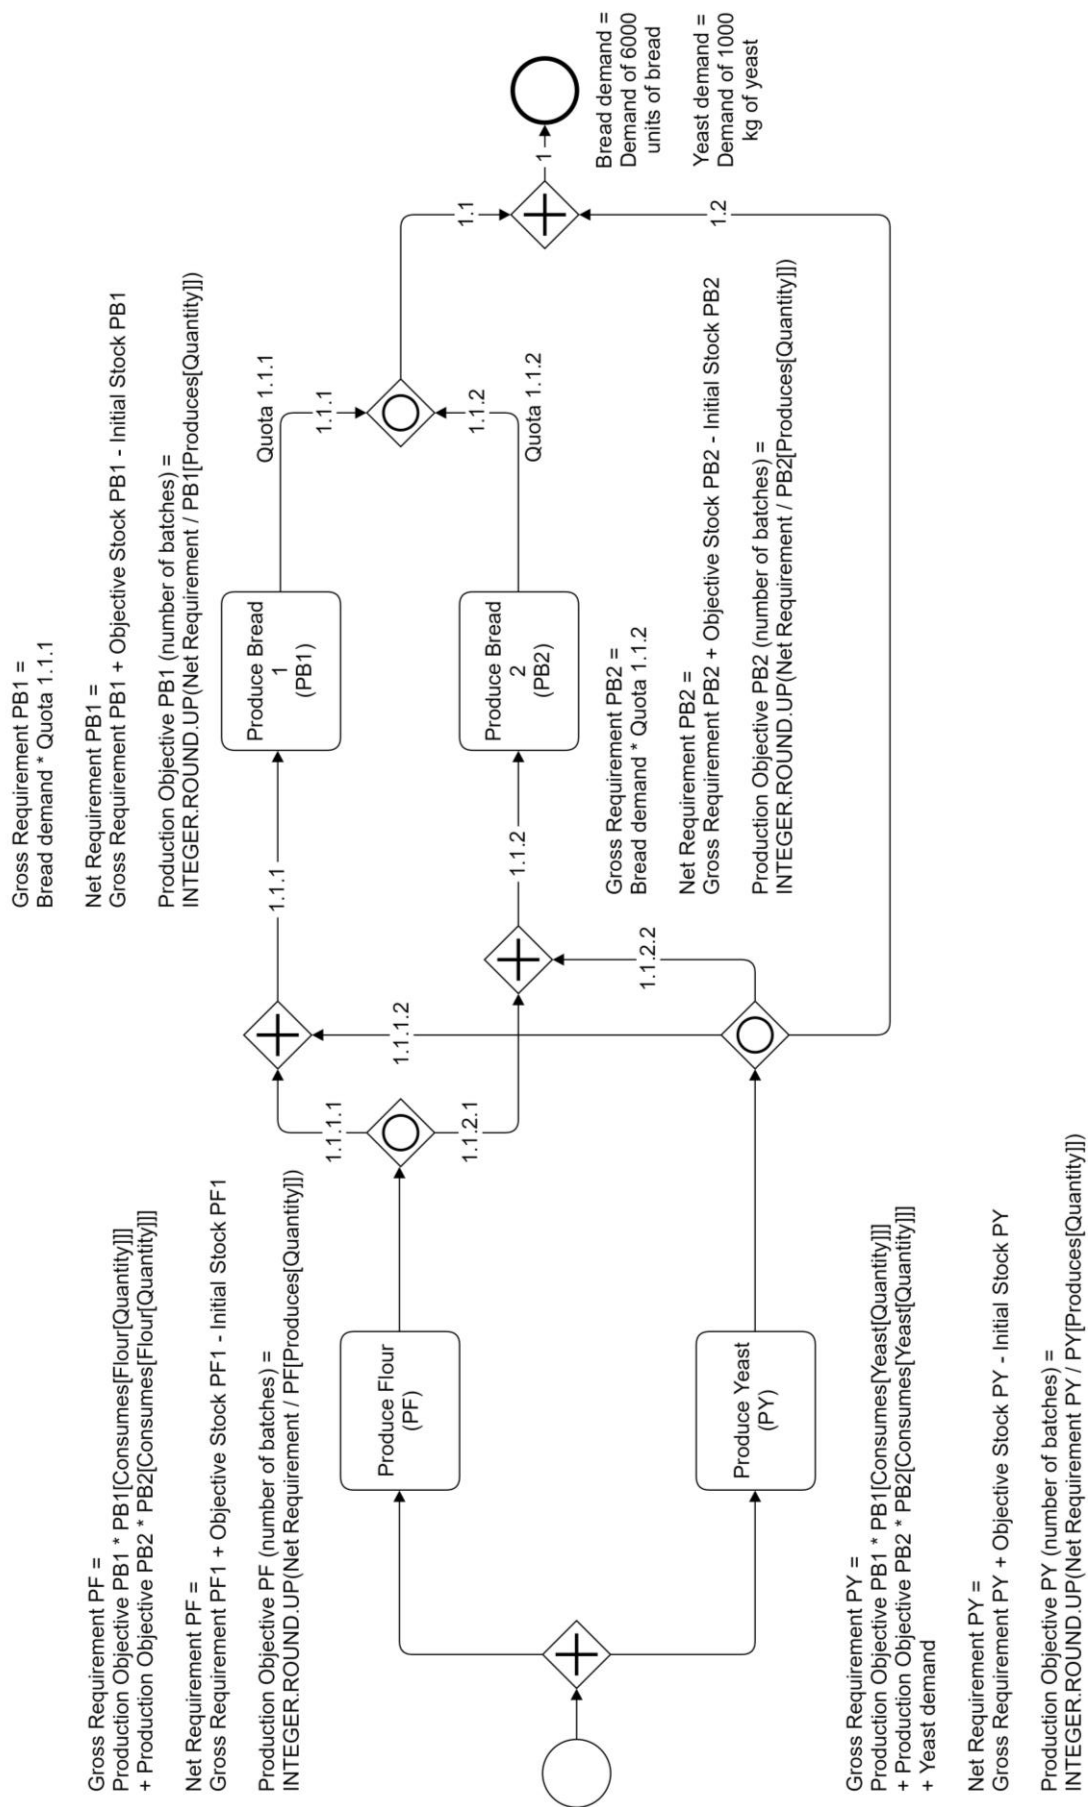 Gross Requirement PF =
Production Objective PB1 * PB1[Consumes[Flour[Quantity]]]
+ Production Objective PB2 * PB2[Consumes[Flour[Quantity]]]
Net Requirement PF =
Gross Requirement PF1 + Objective Stock PF1 - Initial Stock PF1
Production Objective PF (number of batches) =
INTEGER.ROUND.UP(Net Requirement / PF[Produces[Quantity]])
Gross Requirement PB1 =
Bread demand * Quota 1.1.1
Net Requirement PB1 =
Gross Requirement PB1 + Objective Stock PB1 - Initial Stock PB1
Production Objective PB1 (number of batches) =
INTEGER.ROUND.UP(Net Requirement / PB1[Produces[Quantity]])
Produce Flour
(PF)
1.1.1.1
1.1.2.1
1.1.1
Produce Bread
1
(PB1)
Quota 1.1.1
1.1.1
1.1
1.1.1.2
1.1.2
Produce Bread
2
(PB2)
1.1.2
Quota 1.1.2
1
Bread demand =
Demand of 6000
units of bread
Yeast demand =
Demand of 1000
kg of yeast
1.1.2.2
Gross Requirement PB2 =
Bread demand * Quota 1.1.2
Net Requirement PB2 =
Gross Requirement PB2 + Objective Stock PB2 - Initial Stock PB2
Production Objective PB2 (number of batches) =
INTEGER.ROUND.UP(Net Requirement / PB2[Produces[Quantity]])
1.2
Produce Yeast
(PY)
Gross Requirement PY =
Production Objective PB1 * PB1[Consumes[Yeast[Quantity]]]
+ Production Objective PB2 * PB2[Consumes[Yeast[Quantity]]]
+ Yeast demand
Net Requirement PY =
Gross Requirement PY + Objective Stock PY - Initial Stock PY
Production Objective PY (number of batches) =
INTEGER.ROUND.UP(Net Requirement PY / PY[Produces[Quantity]])